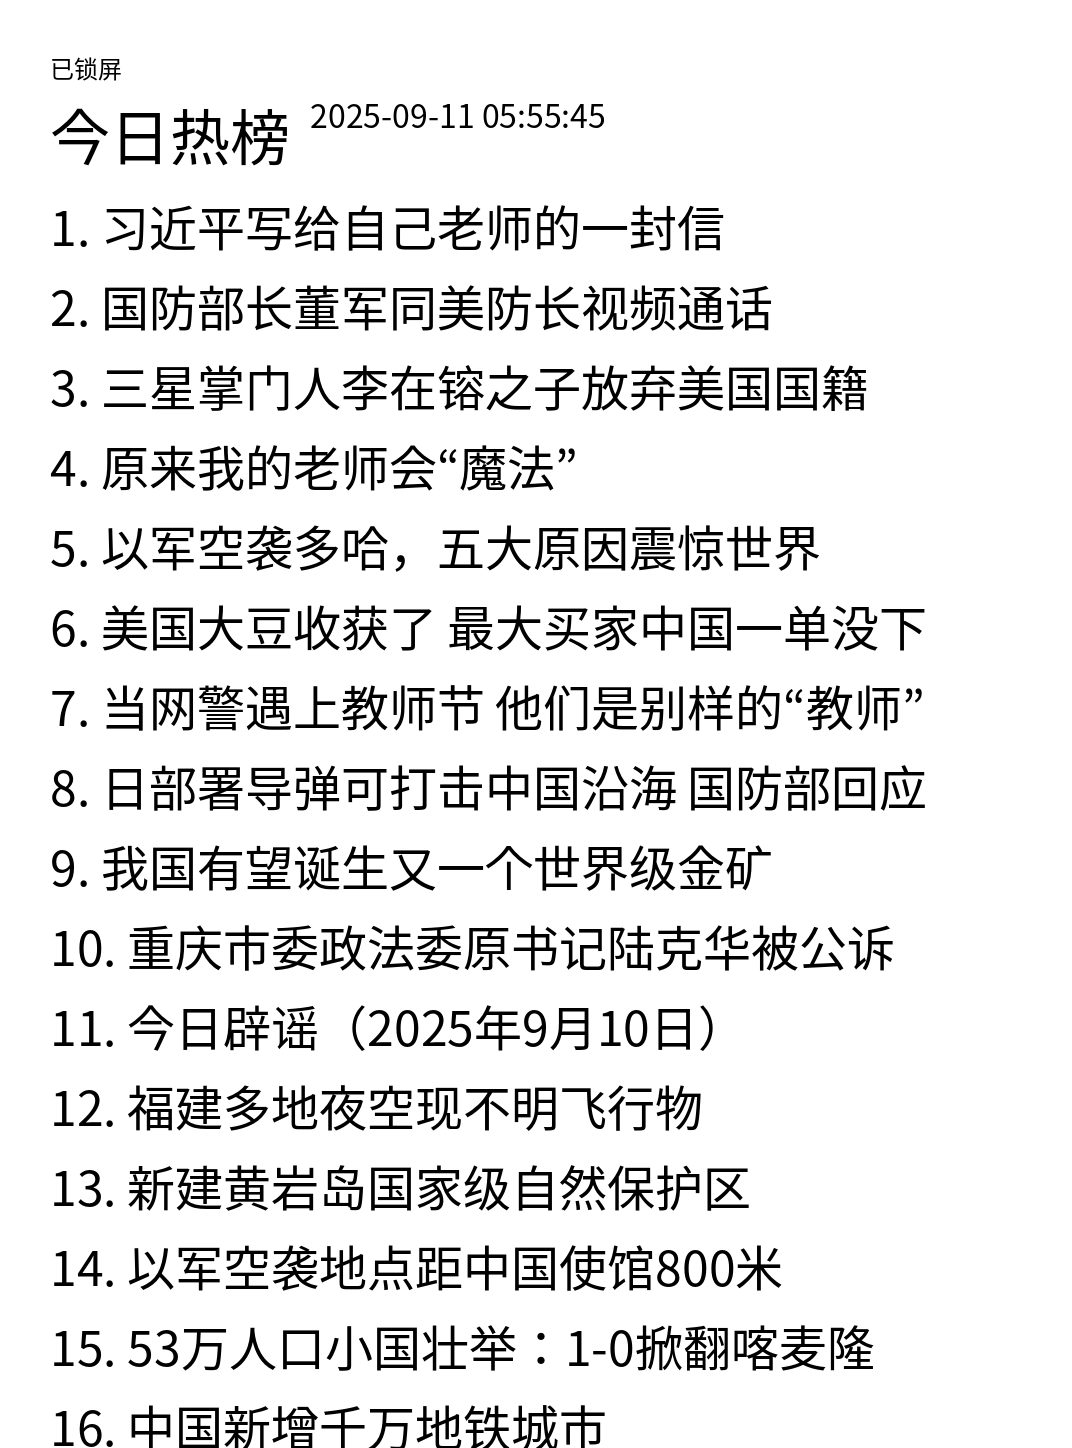 已锁屏
今日热榜 2025-09-11 05:55:45
1. 习近平写给自己老师的一封信
2. 国防部长董军同美防长视频通话
3. 三星掌门人李在镕之子放弃美国国籍
4. 原来我的老师会“魔法”
5. 以军空袭多哈，五大原因震惊世界
6. 美国大豆收获了 最大买家中国一单没下
7. 当网警遇上教师节 他们是别样的“教师”
8. 日部署导弹可打击中国沿海 国防部回应
9. 我国有望诞生又一个世界级金矿
10. 重庆市委政法委原书记陆克华被公诉
11. 今日辟谣（2025年9月10日）
12. 福建多地夜空现不明飞行物
13. 新建黄岩岛国家级自然保护区
14. 以军空袭地点距中国使馆800米
15. 53万人口小国壮举：1-0掀翻喀麦隆
16. 中国新增千万地铁城市